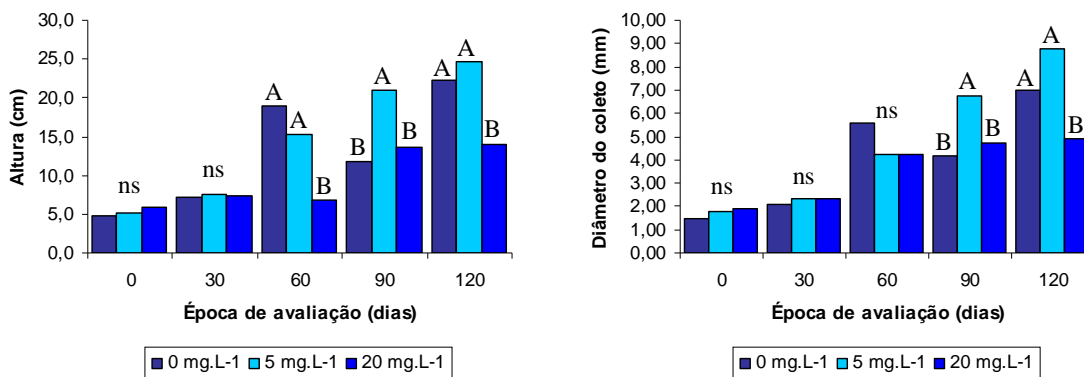 30,0
25,0
20,0
15,0
10,0
5,0
0,0
Altura (cm)
ns
ns
A
A
B
B
A
B
A
A
B
0 30 60 90 120
Época de avaliação (dias)
0 mg.L-1 5 mg.L-1 20 mg.L-1
10,00
9,00
8,00
7,00
6,00
5,00
4,00
3,00
2,00
1,00
0,00
Diâmetro do coleto (mm)
ns
ns
ns
B
A
B
A
A
B
0 30 60 90 120
Época de avaliação (dias)
0 mg.L-1 5 mg.L-1 20 mg.L-1